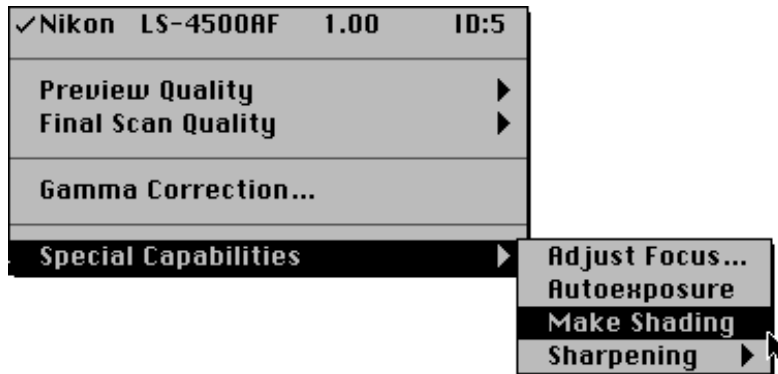 ✓Nikon LS-4500AF 1.00 ID:5
Preview Quality
Final Scan Quality
Gamma Correction...
Special Capabilities
Adjust Focus...
Autoexposure
Make Shading
Sharpening